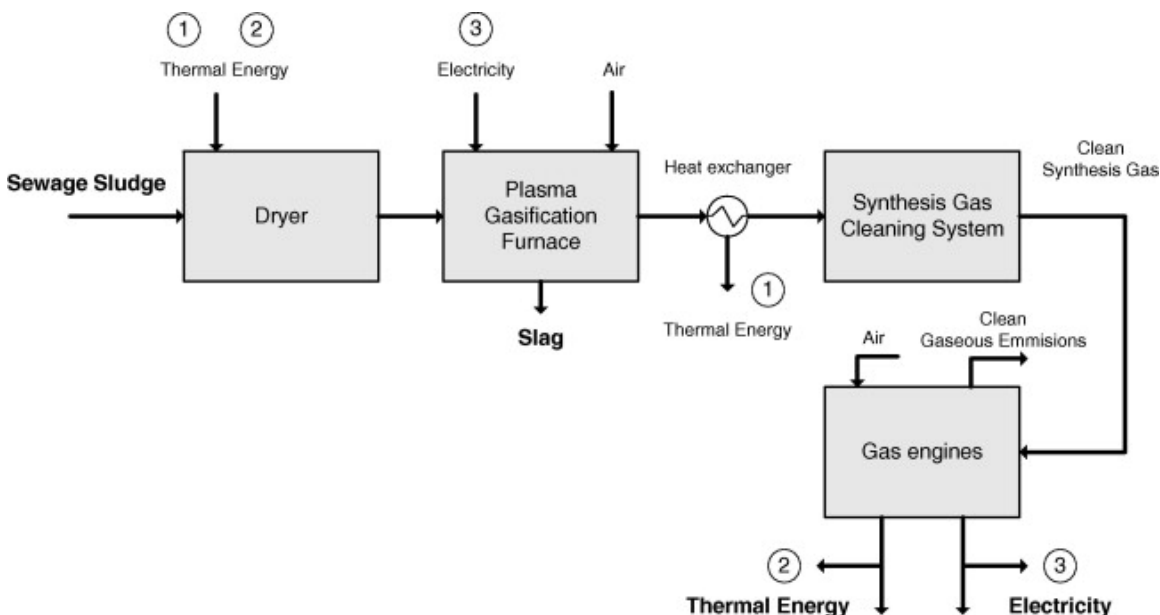 1 2
Thermal Energy
3
Electricity
Air
Sewage Sludge
Dryer
Plasma
Gasification
Furnace
Heat exchanger
Synthesis Gas
Cleaning System
Clean
Synthesis Gas
Slag
1
Thermal Energy
Air
Clean
Gaseous Emmisions
Gas engines
2
Thermal Energy
3
Electricity